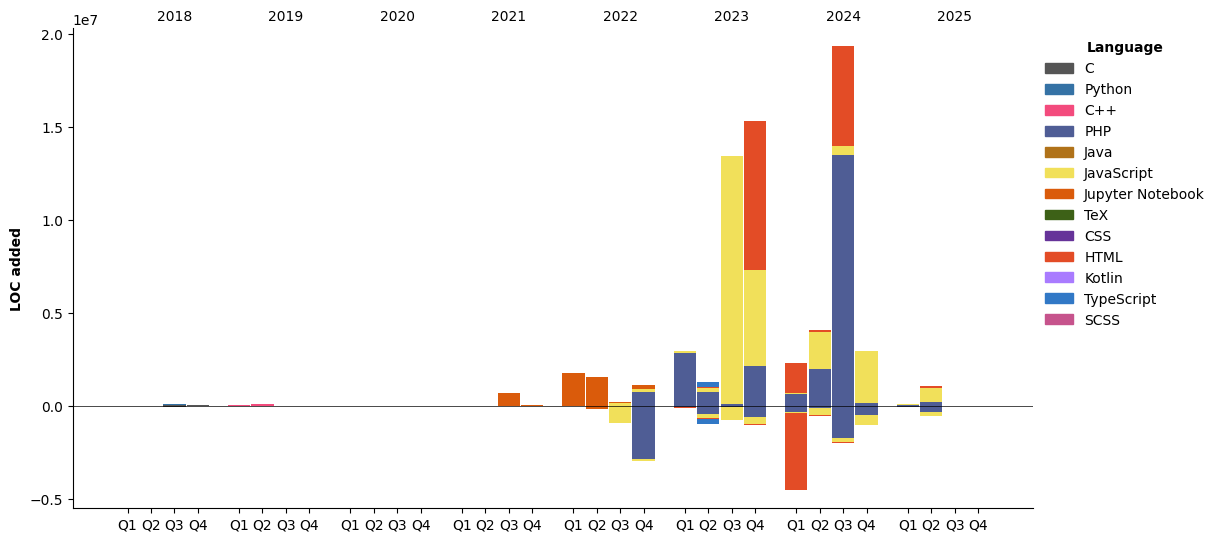 1e7
2018 2019 2020 2021 2022 2023 2024 2025
2.0
1.5
1.0
0.5
0.0
−0.5
LOC added
Q1 Q2 Q3 Q4 Q1 Q2 Q3 Q4 Q1 Q2 Q3 Q4 Q1 Q2 Q3 Q4 Q1 Q2 Q3 Q4 Q1 Q2 Q3 Q4 Q1 Q2 Q3 Q4 Q1 Q2 Q3 Q4
Language
C
Python
C++
PHP
Java
JavaScript
Jupyter Notebook
TeX
CSS
HTML
Kotlin
TypeScript
SCSS